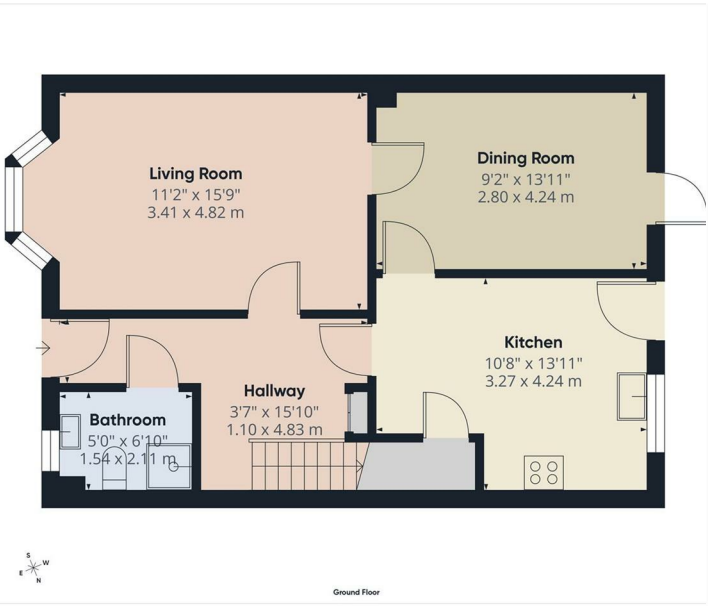 Living Room
11'2" x 15'9"
3.41 x 4.82 m
Dining Room
9'2" x 13'11"
2.80 x 4.24 m
Kitchen
10'8" x 13'11"
3.27 x 4.24 m
Hallway
3'7" x 15'10"
1.10 x 4.83 m
Bathroom
5'0" x 6'10"
1.54 x 2.11 m
S
W
E
N
Ground Floor